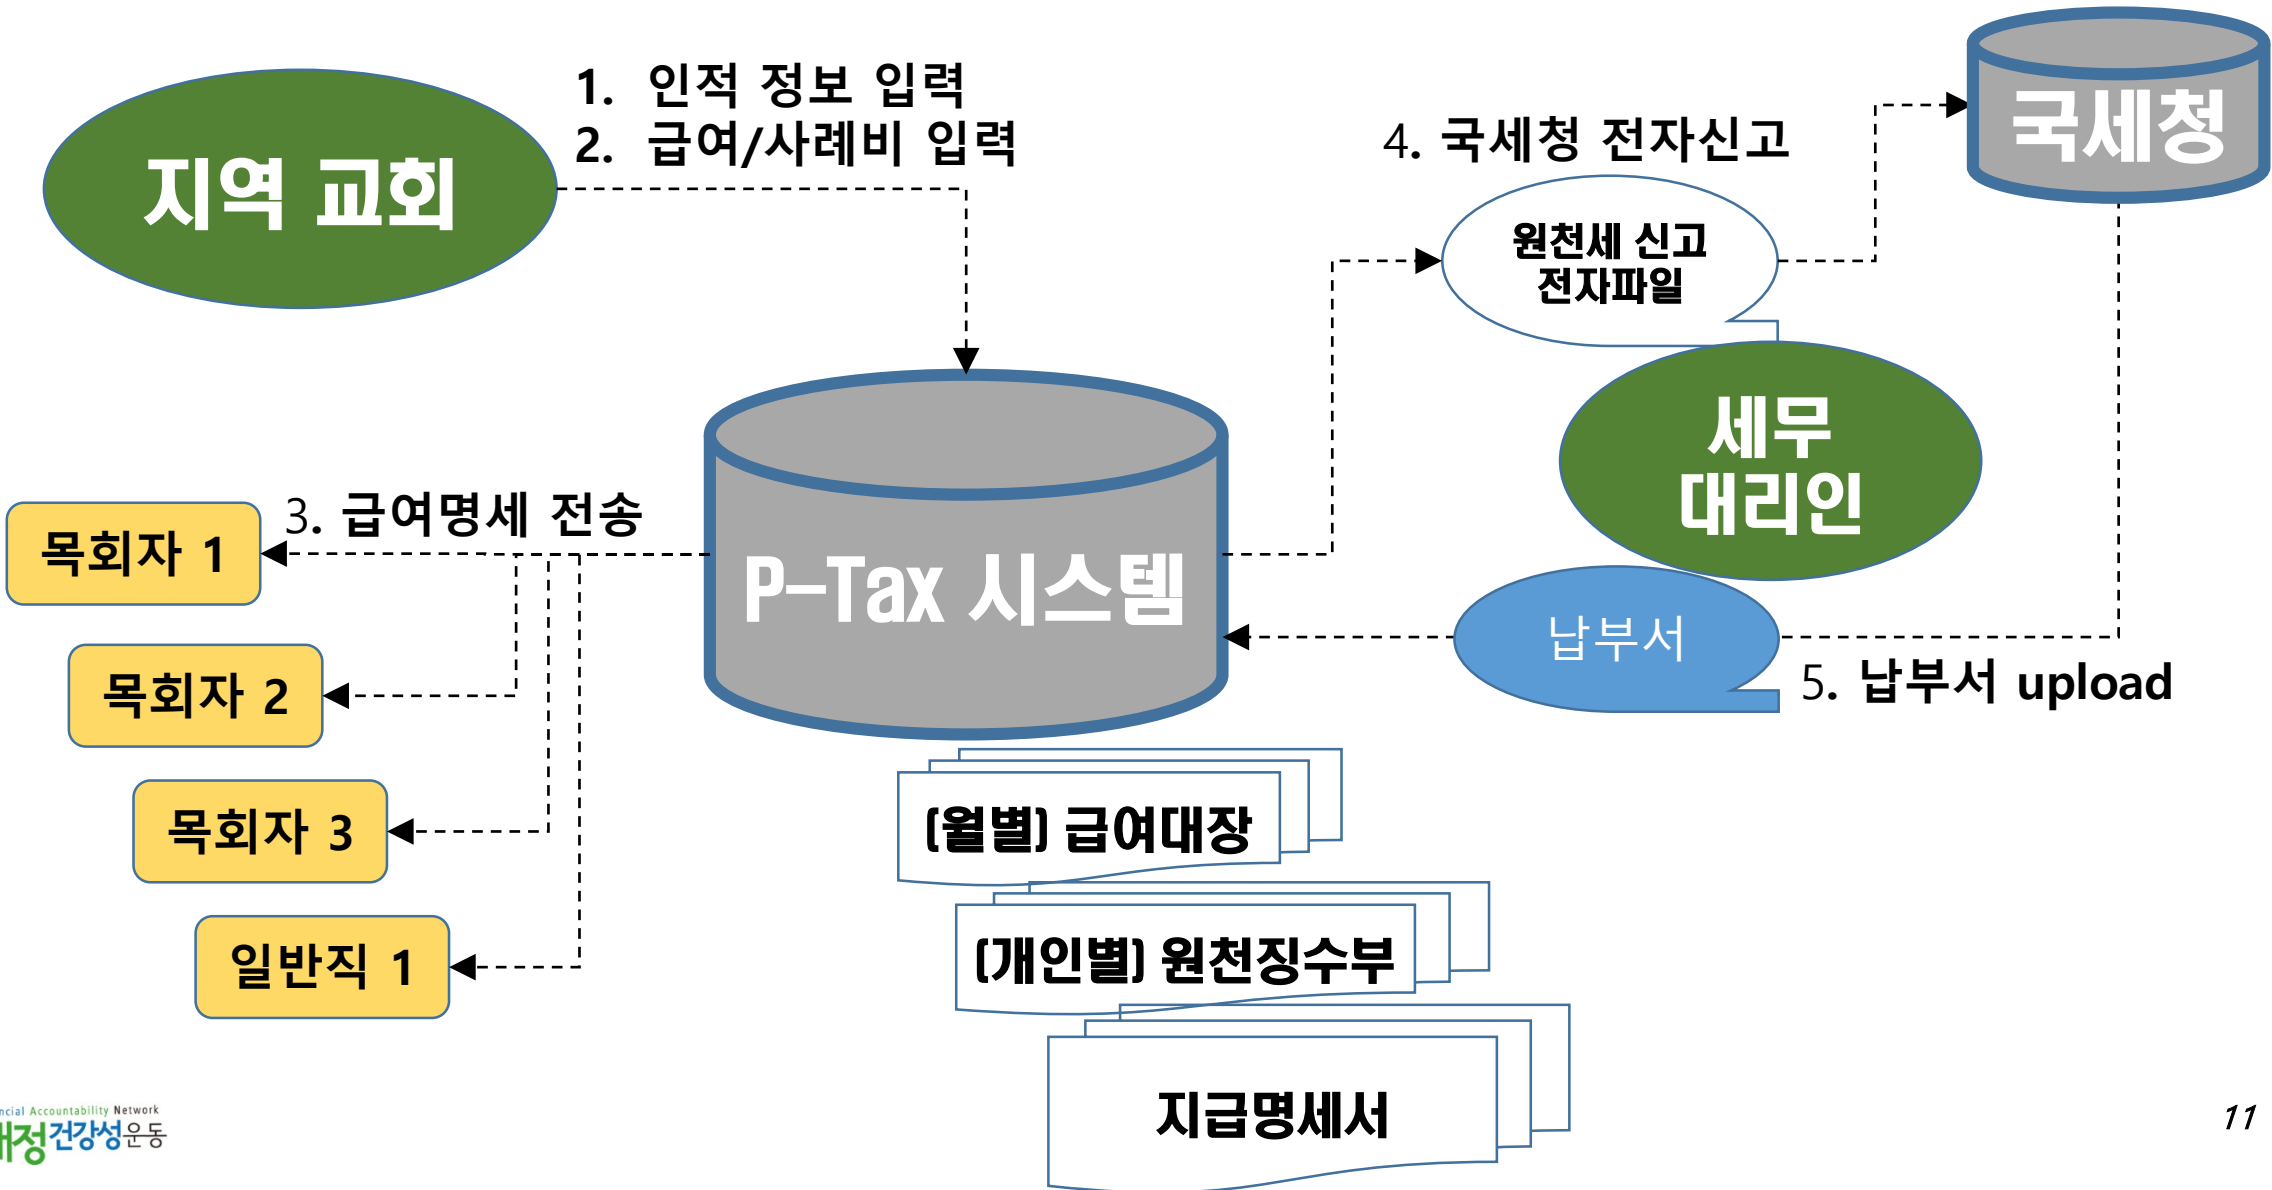 지역 교회
1. 인적 정보 입력
2. 급여/사례비 입력
4. 국세청 전자신고
국세청
원천세 신고
전자파일
세무
대리인
3. 급여명세 전송
목회자 1
목회자 2
목회자 3
일반직 1
P-Tax 시스템
납부서
5. 납부서 upload
(월별) 급여대장
(개인별) 원천징수부
지급명세서
Accountability Network
재정건강성운동
11